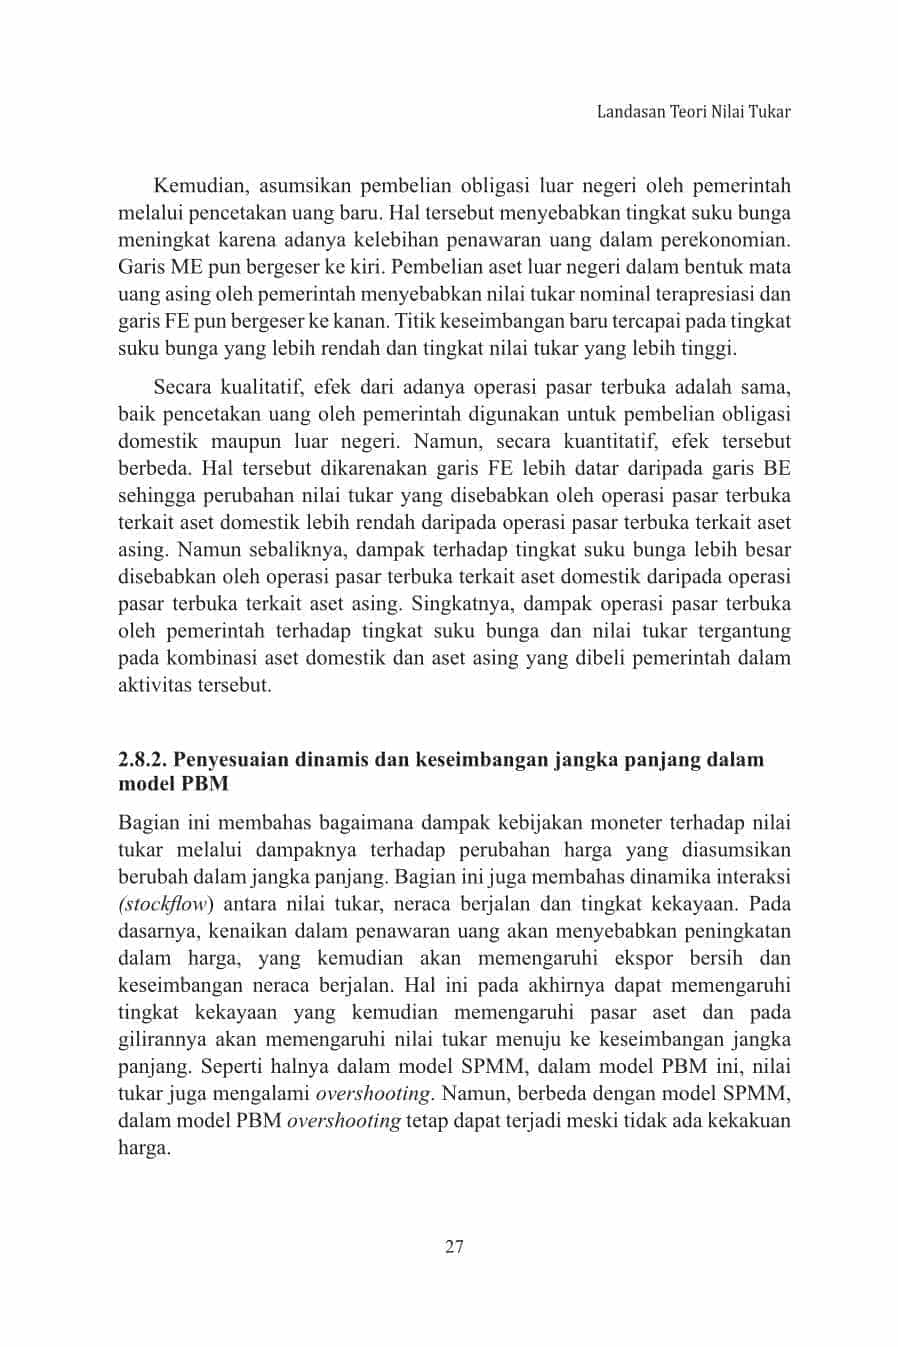 Landasan Teori Nilai Tukar
Kemudian, asumsikan pembelian obligasi luar negeri oleh pemerintah
melalui pencetakan uang baru. Hal tersebut menyebabkan tingkat suku bunga
meningkat karena adanya kelebihan penawaran uang dalam perekonomian.
Garis ME pun bergeser ke kiri. Pembelian aset luar negeri dalam bentuk mata
uang asing oleh pemerintah menyebabkan nilai tukar nominal terapresiasi dan
garis FE pun bergeser ke kanan. Titik keseimbangan baru tercapai pada tingkat
suku bunga yang lebih rendah dan tingkat nilai tukar yang lebih tinggi.
Secara kualitatif, efek dari adanya operasi pasar terbuka adalah sama,
baik pencetakan uang oleh pemerintah digunakan untuk pembelian obligasi
domestik maupun luar negeri. Namun, secara kuantitatif, efek tersebut
berbeda. Hal tersebut dikarenakan garis FE lebih datar daripada garis BE
sehingga perubahan nilai tukar yang disebabkan oleh operasi pasar terbuka
terkait aset domestik lebih rendah daripada operasi pasar terbuka terkait aset
asing. Namun sebaliknya, dampak terhadap tingkat suku bunga lebih besar
disebabkan oleh operasi pasar terbuka terkait aset domestik daripada operasi
pasar terbuka terkait aset asing. Singkatnya, dampak operasi pasar terbuka
oleh pemerintah terhadap tingkat suku bunga dan nilai tukar tergantung
pada kombinasi aset domestik dan aset asing yang dibeli pemerintah dalam
aktivitas tersebut.
2.8.2. Penyesuaian dinamis dan keseimbangan jangka panjang dalam
model PBM
Bagian ini membahas bagaimana dampak kebijakan moneter terhadap nilai
tukar melalui dampaknya terhadap perubahan harga yang diasumsikan
berubah dalam jangka panjang. Bagian ini juga membahas dinamika interaksi
(stockflow) antara nilai tukar, neraca berjalan dan tingkat kekayaan. Pada
dasarnya, kenaikan dalam penawaran uang akan menyebabkan peningkatan
dalam harga, yang kemudian akan memengaruhi ekspor bersih dan
keseimbangan neraca berjalan. Hal ini pada akhirnya dapat memengaruhi
tingkat kekayaan yang kemudian memengaruhi pasar aset dan pada
gilirannya akan memengaruhi nilai tukar menuju ke keseimbangan jangka
panjang. Seperti halnya dalam model SPMM, dalam model PBM ini, nilai
tukar juga mengalami overshooting. Namun, berbeda dengan model SPMM,
dalam model PBM overshooting tetap dapat terjadi meski tidak ada kekakuan
harga.
27